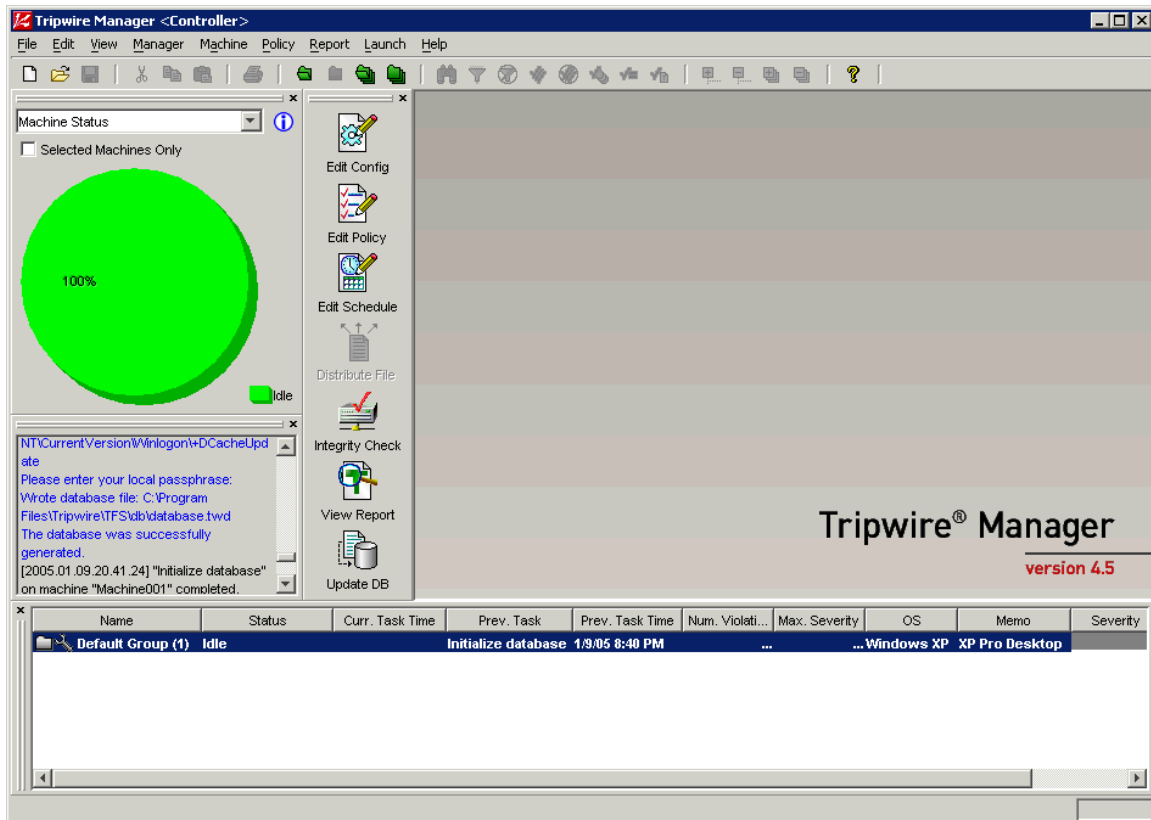 Tripwire Manager <Controller>
File Edit View Manager Machine Policy Report Launch Help
Machine Status
Selected Machines Only
100%
Idle
NT\CurrentVersion\Winlogon\+DCacheUpd
ate
Please enter your local passphrase:
Wrote database file: C:\Program
Files\Tripwire\TFS\db\database.twd
The database was successfully
generated.
[2005.01.09.20.41.24] "Initialize database"
on machine "Machine001" completed.
Edit Config
Edit Policy
Edit Schedule
Distribute File
Integrity Check
View Report
Update DB
Tripwire® Manager
version 4.5
Name Status Curr. Task Time Prev. Task Prev. Task Time Num. Violati... Max. Severity OS Memo Severity
Default Group (1) Idle Initialize database 1/9/05 8:40 PM ... ... Windows XP XP Pro Desktop